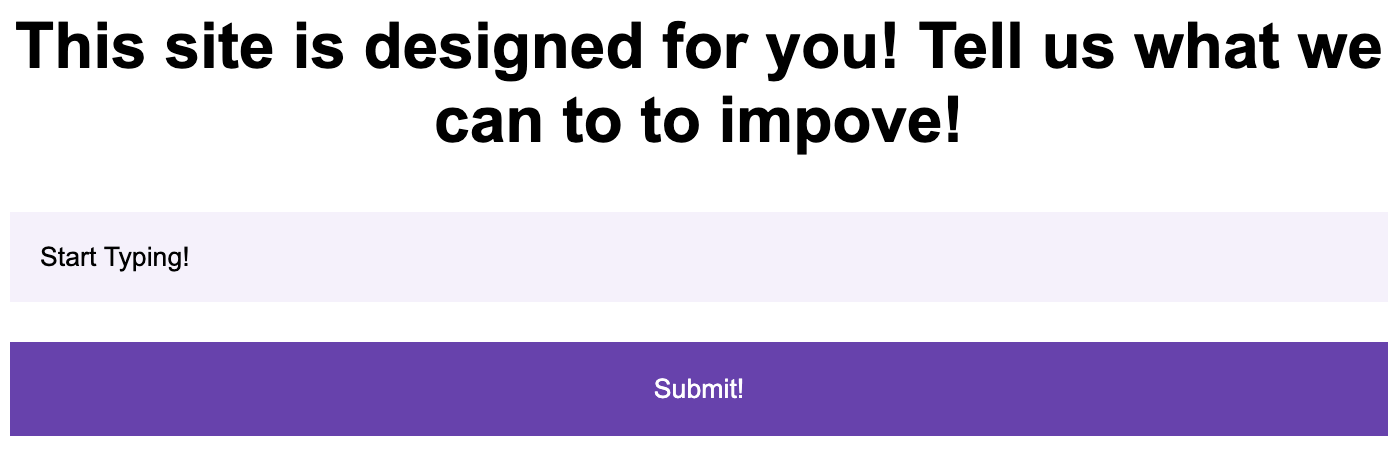 This site is designed for you! Tell us what we
can to to impove!
Start Typing!
Submit!